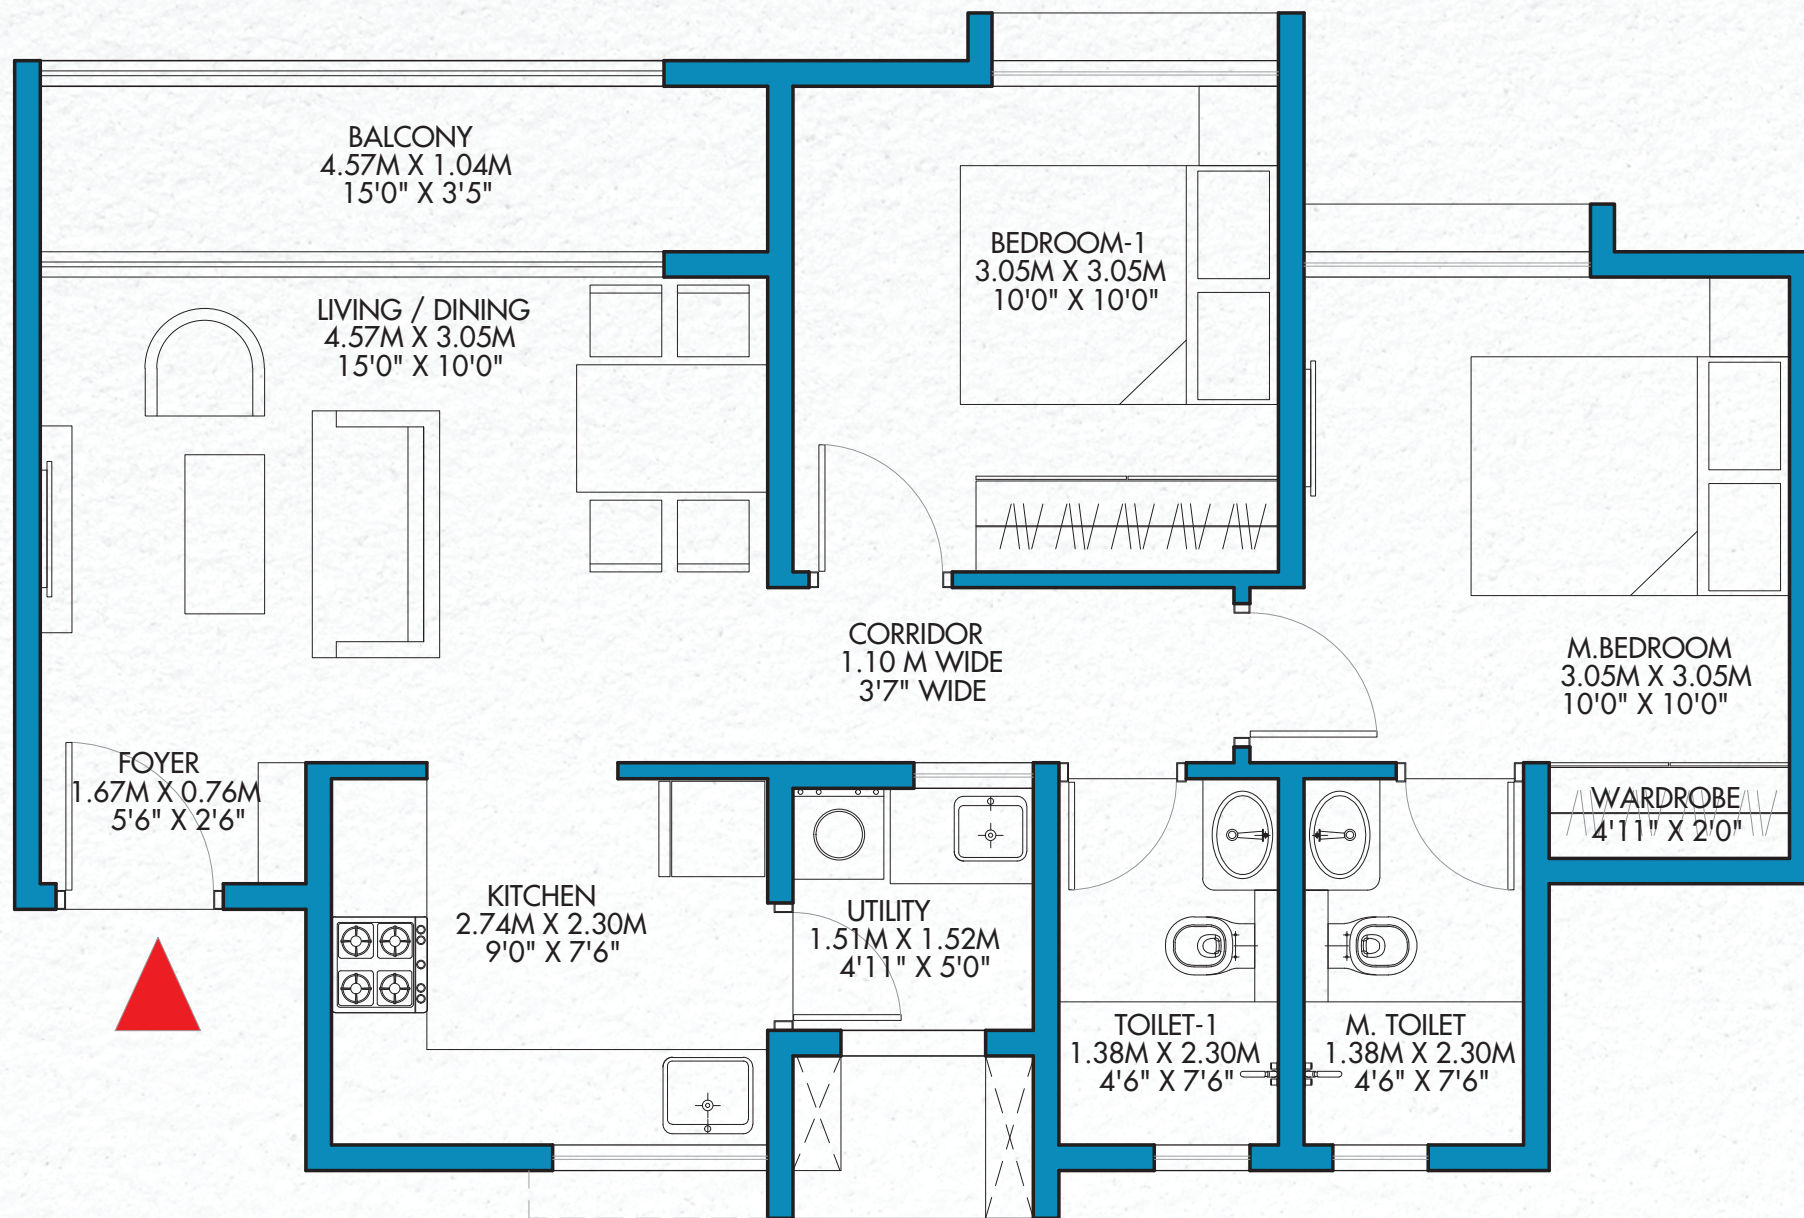 BALCONY
4.57M X 1.04M
15'0" X 3'5"
BEDROOM-1
3.05M X 3.05M
10'0" X 10'0"
LIVING / DINING
4.57M X 3.05M
15'0" X 10'0"
CORRIDOR
1.10 M WIDE
3'7" WIDE
M.BEDROOM
3.05M X 3.05M
10'0" X 10'0"
FOYER
1.67M X 0.76M
5'6" X 2'6"
WARDROBE
4'11" X 2'0"
KITCHEN
2.74M X 2.30M
9'0" X 7'6"
UTILITY
1.51M X 1.52M
4'11" X 5'0"
TOILET-1
1.38M X 2.30M
4'6" X 7'6"
M. TOILET
1.38M X 2.30M
4'6" X 7'6"